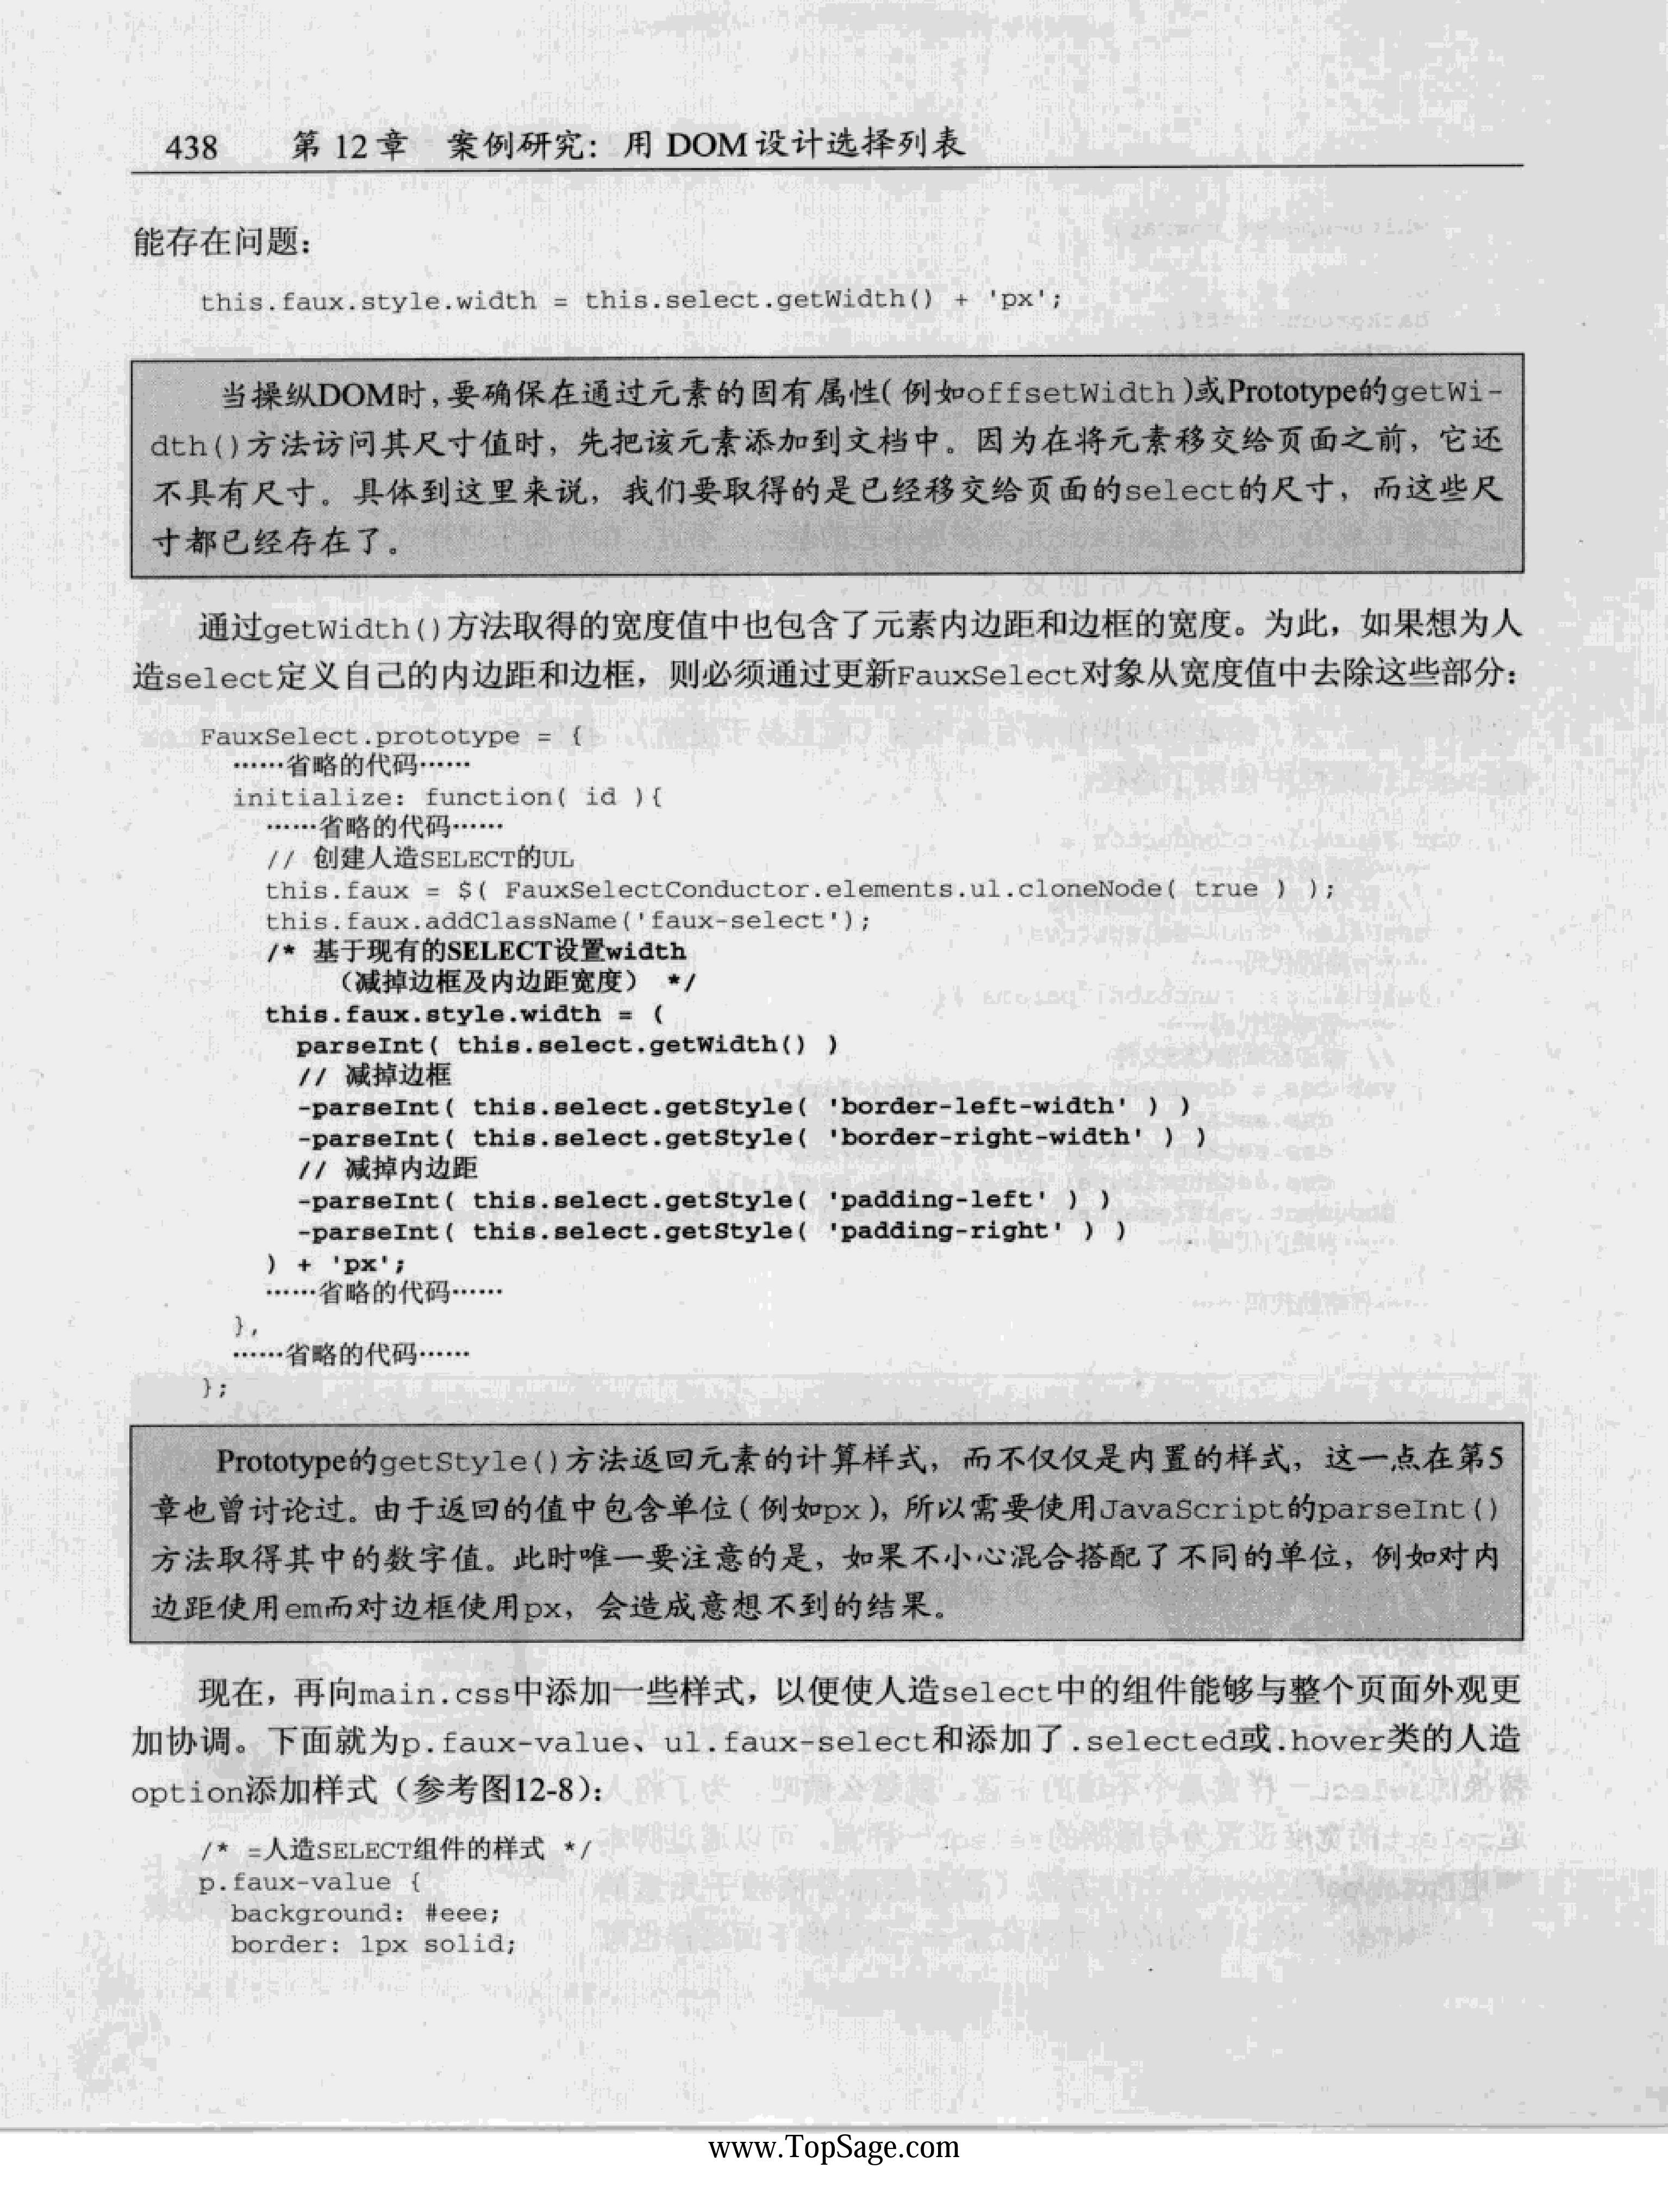 438 第 12 章 案例研究：用 DOM 设计选择列表
能存在问题：
this.faux.style.width = this.select.getWidth() + 'px';
当操纵DOM时，要确保在通过元素的固有属性(例如offsetWidth)或Prototype的getWi-
dth()方法访问其尺寸值时，先把该元素添加到文档中。因为在将元素移交给页面之前，它还
不具有尺寸。具体到这里来说，我们要取得的是已经移交给页面的select的尺寸，而这些尺
寸都已经存在了。
通过getWidth()方法取得的宽度值中也包含了元素内边距和边框的宽度。为此，如果想为人
造select定义自己的内边距和边框，则必须通过更新FauxSelect对象从宽度值中去除这些部分：
FauxSelect.prototype = {
……省略的代码……
initialize: function( id ){
……省略的代码……
// 创建人造SELECT的UL
this.faux = $( FauxSelectConductor.elements.ul.cloneNode( true ) );
this.faux.addClassName('faux-select');
/* 基于现有的SELECT设置width
（减掉边框及内边距宽度） */
this.faux.style.width = (
parseInt( this.select.getWidth() )
// 减掉边框
-parseInt( this.select.getStyle( 'border-left-width' ) )
-parseInt( this.select.getStyle( 'border-right-width' ) )
// 减掉内边距
-parseInt( this.select.getStyle( 'padding-left' ) )
-parseInt( this.select.getStyle( 'padding-right' ) )
) + 'px';
……省略的代码……
},
……省略的代码……
};
Prototype的getStyle()方法返回元素的计算样式，而不仅仅是内置的样式，这一点在第5
章也曾讨论过。由于返回的值中包含单位(例如px)，所以需要使用JavaScript的parseInt()
方法取得其中的数字值。此时唯一要注意的是，如果不小心混合搭配了不同的单位，例如对内
边距使用em而对边框使用px，会造成意想不到的结果。
现在，再向main.css中添加一些样式，以便使人造select中的组件能够与整个页面外观更
加协调。下面就为p.faux-value、ul.faux-select和添加了.selected或.hover类的人造
option添加样式（参考图12-8）：
/* =人造SELECT组件的样式 */
p.faux-value {
background: #eee;
border: 1px solid;
www.TopSage.com